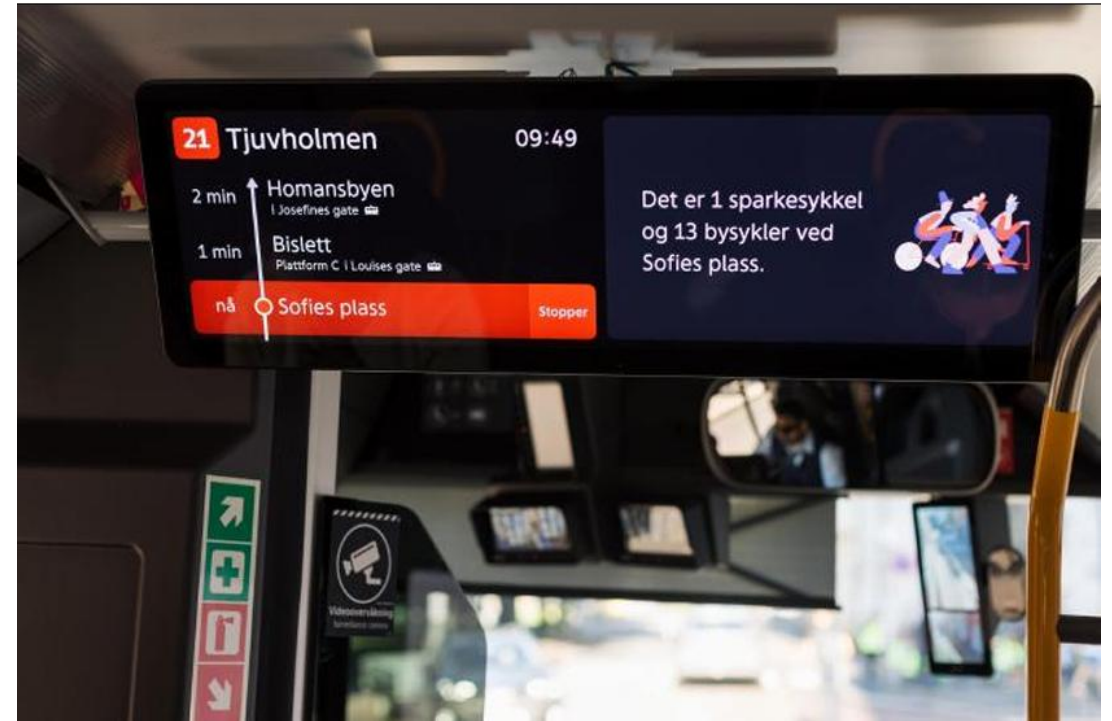 21 Tjuvholmen 09:49
2 min Homansbyen
i Josefines gate
1 min Bislett
Plattform C i Louises gate
nå Sofies plass Stopper
Det er 1 sparkesykkel
og 13 bysykler ved
Sofies plass.
Videoovervåkning